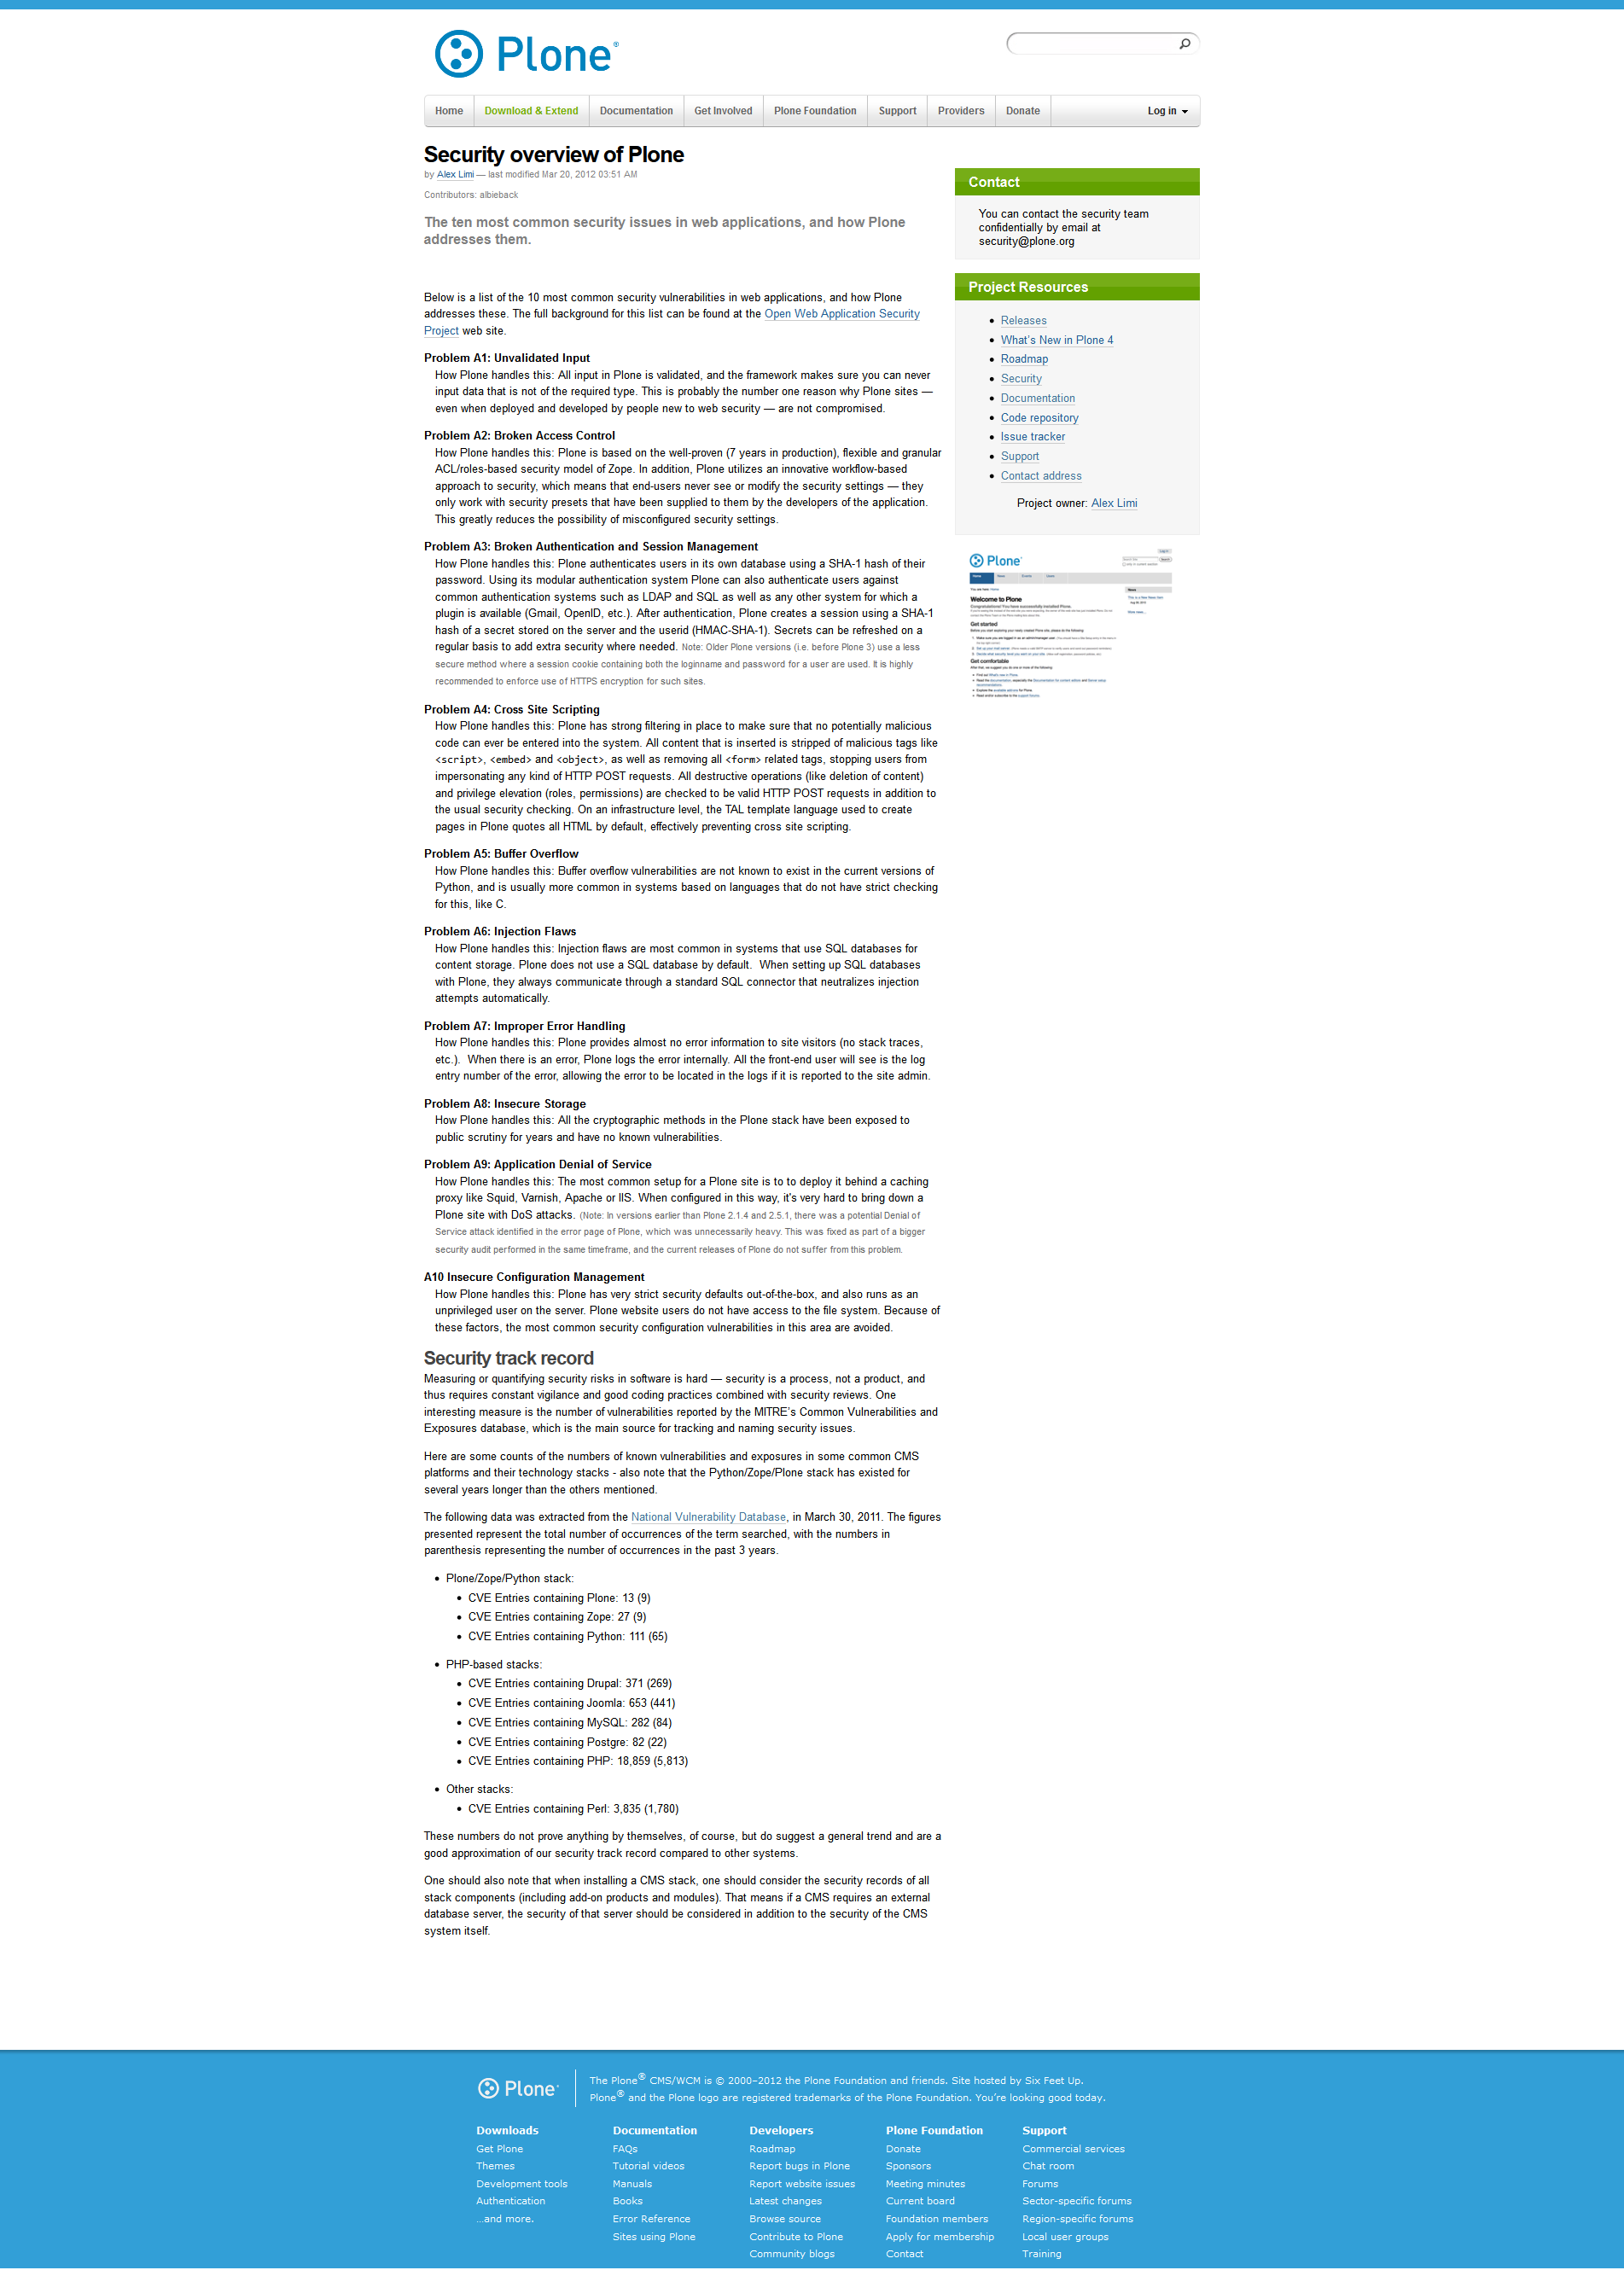 Plone®
Home
Download & Extend
Documentation
Get Involved
Plone Foundation
Support
Providers
Donate
Log in
Security overview of Plone
by Alex Limi — last modified Mar 20, 2012 03:51 AM
Contributors: albieback
The ten most common security issues in web applications, and how Plone
addresses them.
Below is a list of the 10 most common security vulnerabilities in web applications, and how Plone
addresses these. The full background for this list can be found at the Open Web Application Security
Project web site.
Problem A1: Unvalidated Input
How Plone handles this: All input in Plone is validated, and the framework makes sure you can never
input data that is not of the required type. This is probably the number one reason why Plone sites —
even when deployed and developed by people new to web security — are not compromised.
Problem A2: Broken Access Control
How Plone handles this: Plone is based on the well-proven (7 years in production), flexible and granular
ACL/roles-based security model of Zope. In addition, Plone utilizes an innovative workflow-based
approach to security, which means that end-users never see or modify the security settings — they
only work with security presets that have been supplied to them by the developers of the application.
This greatly reduces the possibility of misconfigured security settings.
Problem A3: Broken Authentication and Session Management
How Plone handles this: Plone authenticates users in its own database using a SHA-1 hash of their
password. Using its modular authentication system Plone can also authenticate users against
common authentication systems such as LDAP and SQL as well as any other system for which a
plugin is available (Gmail, OpenID, etc.). After authentication, Plone creates a session using a SHA-1
hash of a secret stored on the server and the userid (HMAC-SHA-1). Secrets can be refreshed on a
regular basis to add extra security where needed. Note: Older Plone versions (i.e. before Plone 3) use a less
secure method where a session cookie containing both the loginname and password for a user are used. It is highly
recommended to enforce use of HTTPS encryption for such sites.
Problem A4: Cross Site Scripting
How Plone handles this: Plone has strong filtering in place to make sure that no potentially malicious
code can ever be entered into the system. All content that is inserted is stripped of malicious tags like
<script>, <embed> and <object>, as well as removing all <form> related tags, stopping users from
impersonating any kind of HTTP POST requests. All destructive operations (like deletion of content)
and privilege elevation (roles, permissions) are checked to be valid HTTP POST requests in addition to
the usual security checking. On an infrastructure level, the TAL template language used to create
pages in Plone quotes all HTML by default, effectively preventing cross site scripting.
Problem A5: Buffer Overflow
How Plone handles this: Buffer overflow vulnerabilities are not known to exist in the current versions of
Python, and is usually more common in systems based on languages that do not have strict checking
for this, like C.
Problem A6: Injection Flaws
How Plone handles this: Injection flaws are most common in systems that use SQL databases for
content storage. Plone does not use a SQL database by default.  When setting up SQL databases
with Plone, they always communicate through a standard SQL connector that neutralizes injection
attempts automatically.
Problem A7: Improper Error Handling
How Plone handles this: Plone provides almost no error information to site visitors (no stack traces,
etc.).  When there is an error, Plone logs the error internally. All the front-end user will see is the log
entry number of the error, allowing the error to be located in the logs if it is reported to the site admin.
Problem A8: Insecure Storage
How Plone handles this: All the cryptographic methods in the Plone stack have been exposed to
public scrutiny for years and have no known vulnerabilities.
Problem A9: Application Denial of Service
How Plone handles this: The most common setup for a Plone site is to to deploy it behind a caching
proxy like Squid, Varnish, Apache or IIS. When configured in this way, it's very hard to bring down a
Plone site with DoS attacks. (Note: In versions earlier than Plone 2.1.4 and 2.5.1, there was a potential Denial of
Service attack identified in the error page of Plone, which was unnecessarily heavy. This was fixed as part of a bigger
security audit performed in the same timeframe, and the current releases of Plone do not suffer from this problem.
A10 Insecure Configuration Management
How Plone handles this: Plone has very strict security defaults out-of-the-box, and also runs as an
unprivileged user on the server. Plone website users do not have access to the file system. Because of
these factors, the most common security configuration vulnerabilities in this area are avoided.
Security track record
Measuring or quantifying security risks in software is hard — security is a process, not a product, and
thus requires constant vigilance and good coding practices combined with security reviews. One
interesting measure is the number of vulnerabilities reported by the MITRE's Common Vulnerabilities and
Exposures database, which is the main source for tracking and naming security issues.
Here are some counts of the numbers of known vulnerabilities and exposures in some common CMS
platforms and their technology stacks - also note that the Python/Zope/Plone stack has existed for
several years longer than the others mentioned.
The following data was extracted from the National Vulnerability Database, in March 30, 2011. The figures
presented represent the total number of occurrences of the term searched, with the numbers in
parenthesis representing the number of occurrences in the past 3 years.
Plone/Zope/Python stack:
CVE Entries containing Plone: 13 (9)
CVE Entries containing Zope: 27 (9)
CVE Entries containing Python: 111 (65)
PHP-based stacks:
CVE Entries containing Drupal: 371 (269)
CVE Entries containing Joomla: 653 (441)
CVE Entries containing MySQL: 282 (84)
CVE Entries containing Postgre: 82 (22)
CVE Entries containing PHP: 18,859 (5,813)
Other stacks:
CVE Entries containing Perl: 3,835 (1,780)
These numbers do not prove anything by themselves, of course, but do suggest a general trend and are a
good approximation of our security track record compared to other systems.
One should also note that when installing a CMS stack, one should consider the security records of all
stack components (including add-on products and modules). That means if a CMS requires an external
database server, the security of that server should be considered in addition to the security of the CMS
system itself.
Contact
You can contact the security team
confidentially by email at
security@plone.org
Project Resources
Releases
What's New in Plone 4
Roadmap
Security
Documentation
Code repository
Issue tracker
Support
Contact address
Project owner: Alex Limi
Plone
Welcome to Plone
Get started
Get comfortable
Plone
The Plone® CMS/WCM is © 2000–2012 the Plone Foundation and friends. Site hosted by Six Feet Up.
Plone® and the Plone logo are registered trademarks of the Plone Foundation. You're looking good today.
Downloads
Get Plone
Themes
Development tools
Authentication
…and more.
Documentation
FAQs
Tutorial videos
Manuals
Books
Error Reference
Sites using Plone
Developers
Roadmap
Report bugs in Plone
Report website issues
Latest changes
Browse source
Contribute to Plone
Community blogs
Plone Foundation
Donate
Sponsors
Meeting minutes
Current board
Foundation members
Apply for membership
Contact
Support
Commercial services
Chat room
Forums
Sector-specific forums
Region-specific forums
Local user groups
Training